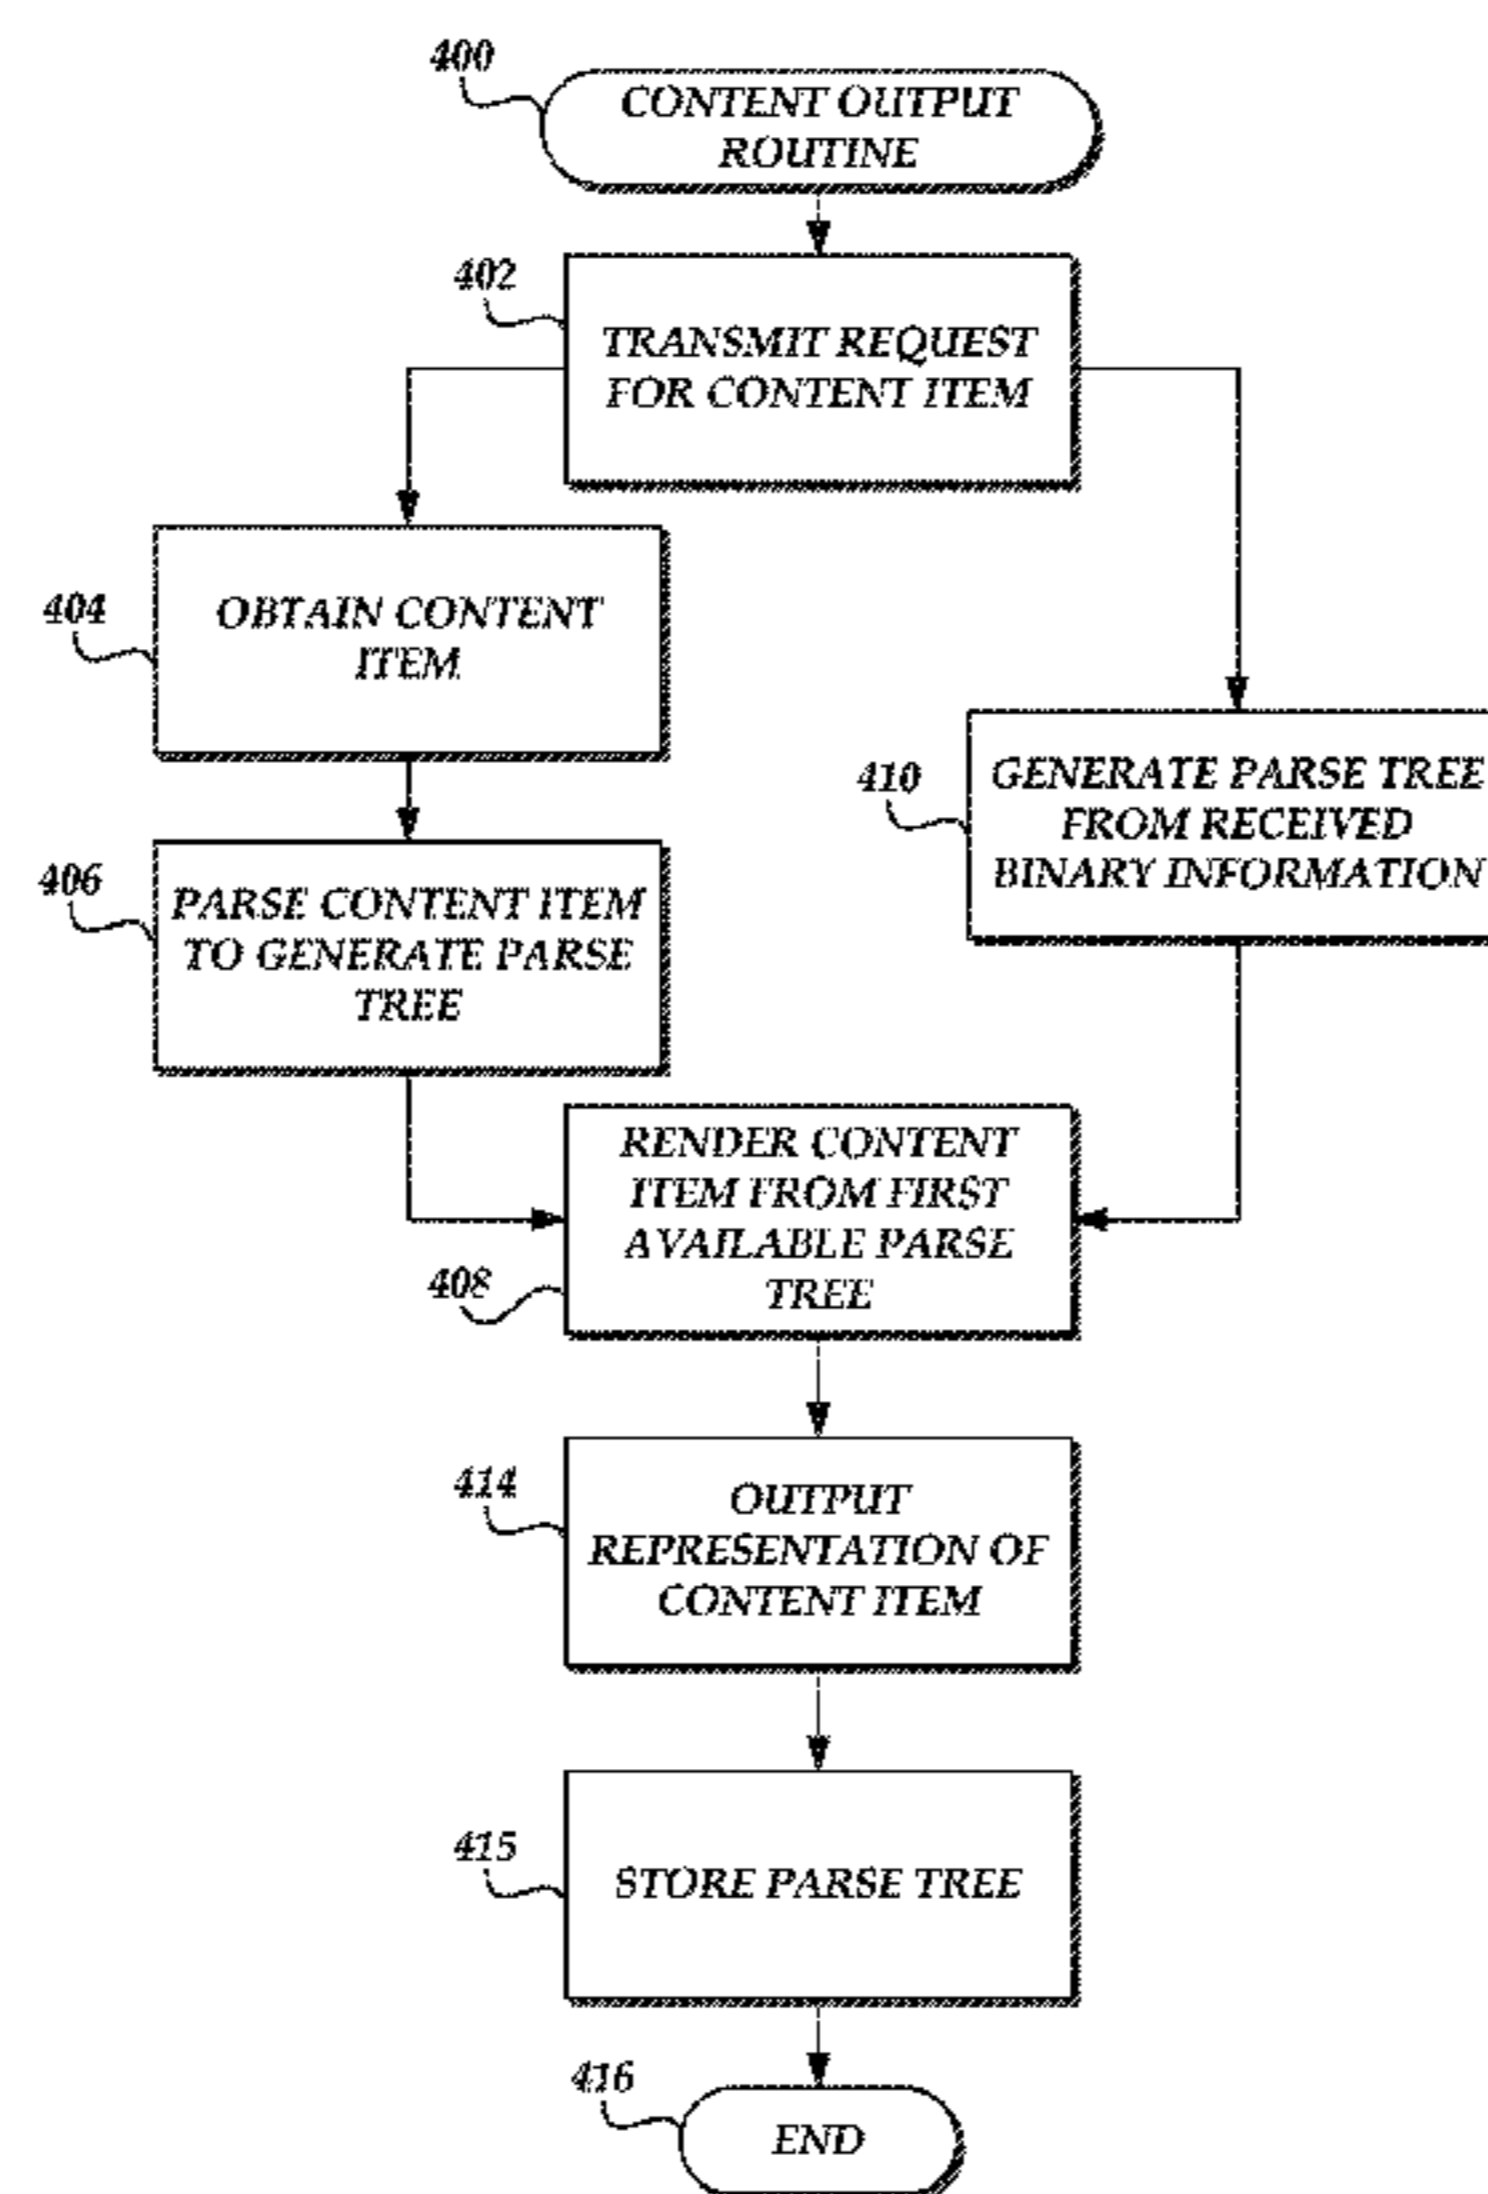 400
CONTENT OUTPUT
ROUTINE
402
TRANSMIT REQUEST
FOR CONTENT ITEM
404
OBTAIN CONTENT
ITEM
410
GENERATE PARSE TREE
FROM RECEIVED
BINARY INFORMATION
406
PARSE CONTENT ITEM
TO GENERATE PARSE
TREE
408
RENDER CONTENT
ITEM FROM FIRST
AVAILABLE PARSE
TREE
414
OUTPUT
REPRESENTATION OF
CONTENT ITEM
415
STORE PARSE TREE
416
END